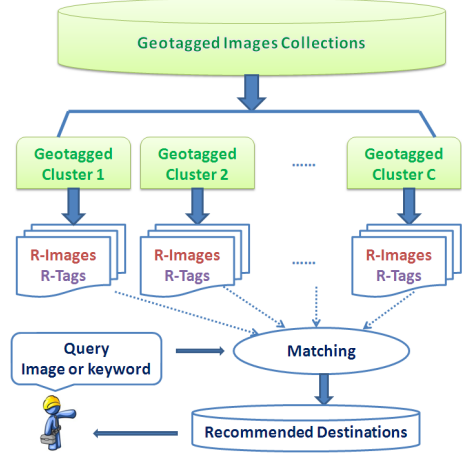 Geotagged Images Collections
Geotagged
Cluster 1
Geotagged
Cluster 2
......
Geotagged
Cluster C
R-Images
R-Tags
R-Images
R-Tags
......
R-Images
R-Tags
Query
Image or keyword
Matching
Recommended Destinations